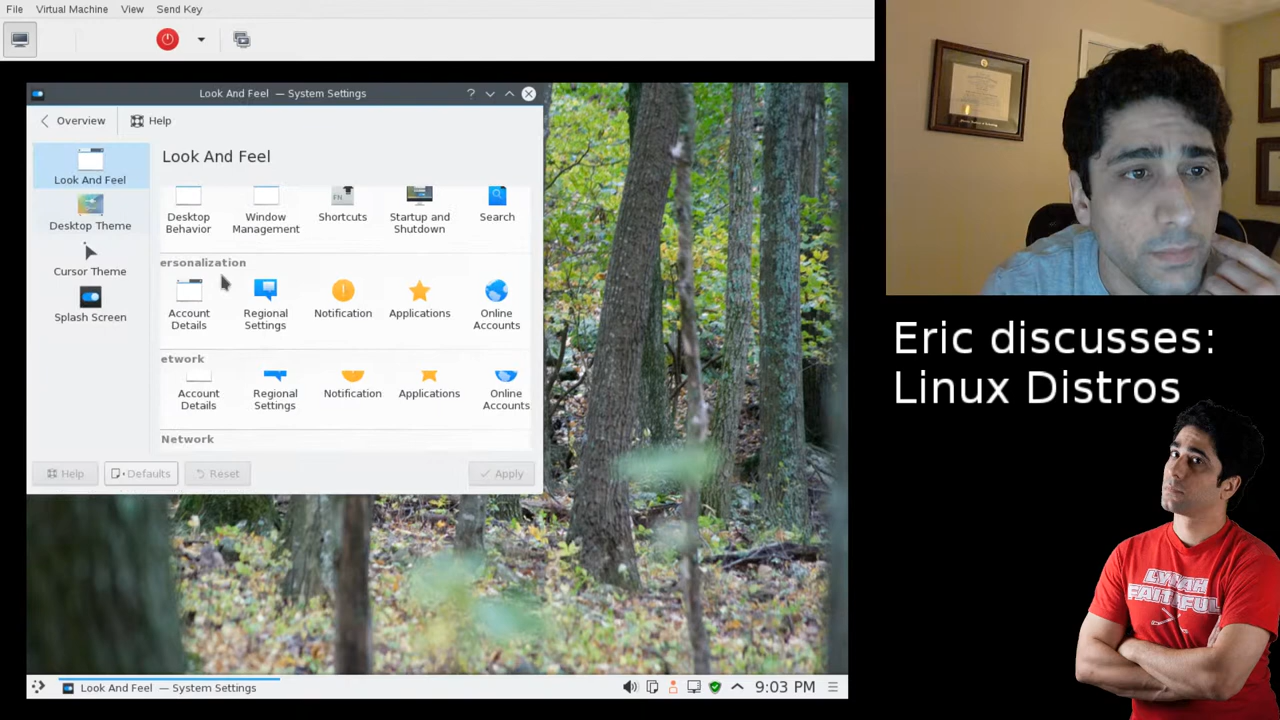 File Virtual Machine View Send Key
Look And Feel — System Settings
Overview Help
Look And Feel
Look And Feel
Desktop Theme
Cursor Theme
Splash Screen
Desktop Behavior
Window Management
FN
Shortcuts
Startup and Shutdown
Search
ersonalization
Account Details
Regional Settings
Notification
Applications
Online Accounts
etwork
Account Details
Regional Settings
Notification
Applications
Online Accounts
Network
Help Defaults Reset Apply
Look And Feel — System Settings
9:03 PM
Eric discusses:
Linux Distros